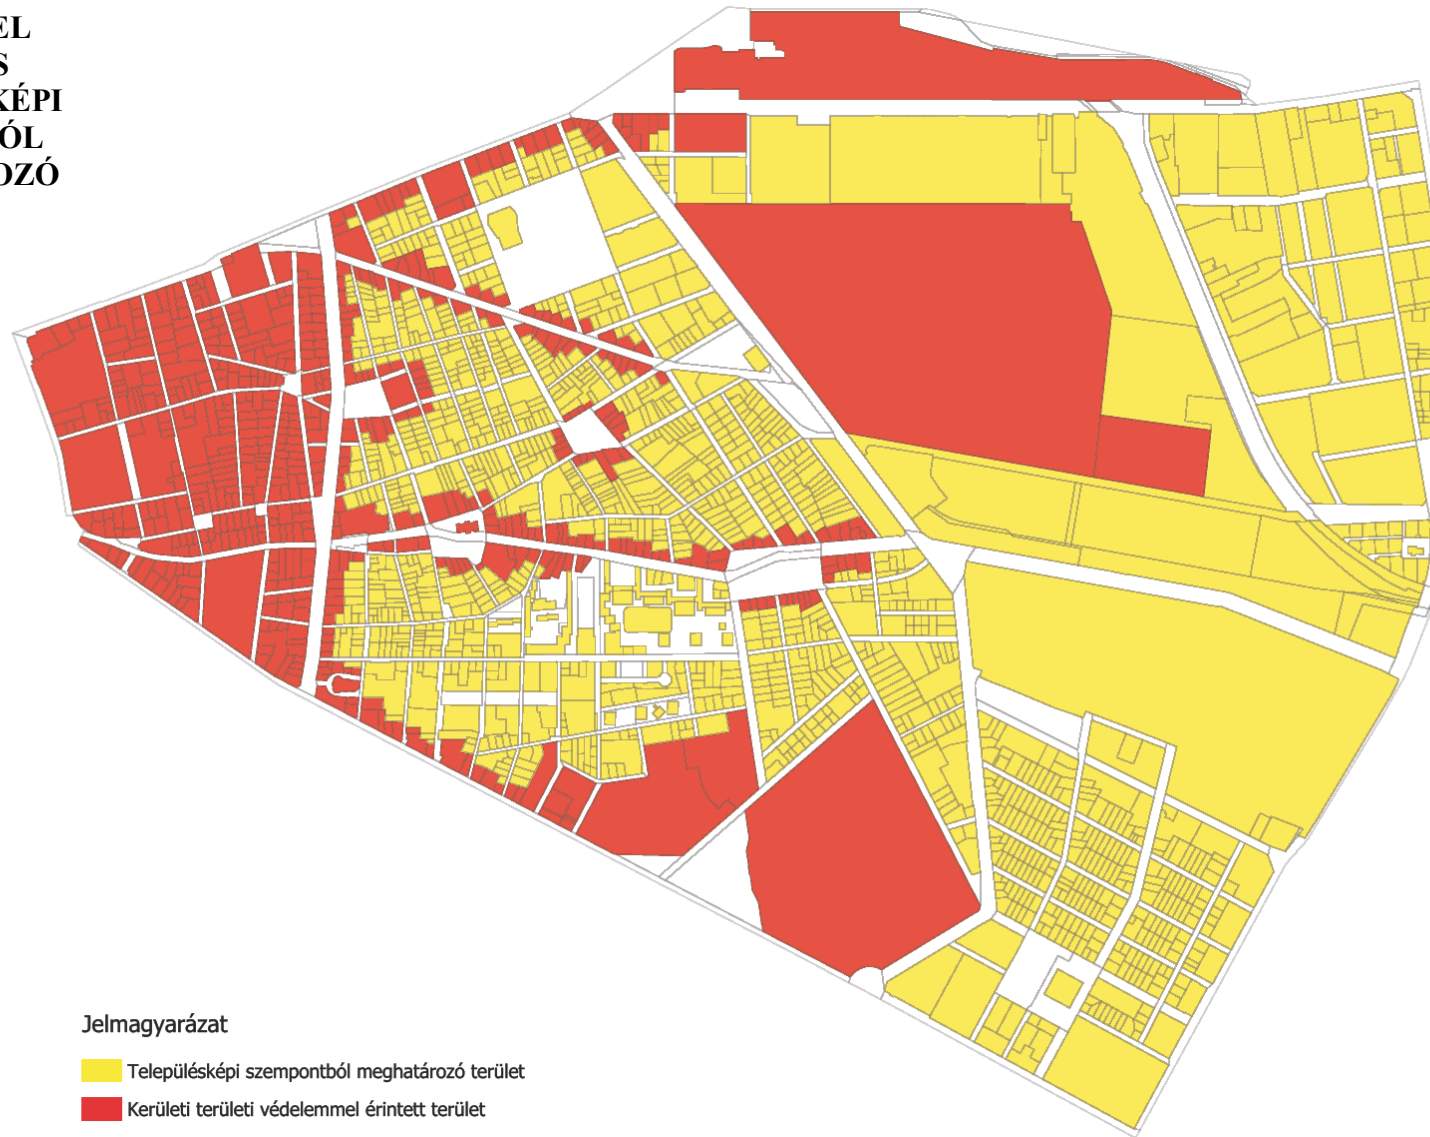 EL
S
KÉPI
ÓL
OZÓ
Jelmagyarázat
Településképi szempontból meghatározó terület
Kerületi területi védelemmel érintett terület